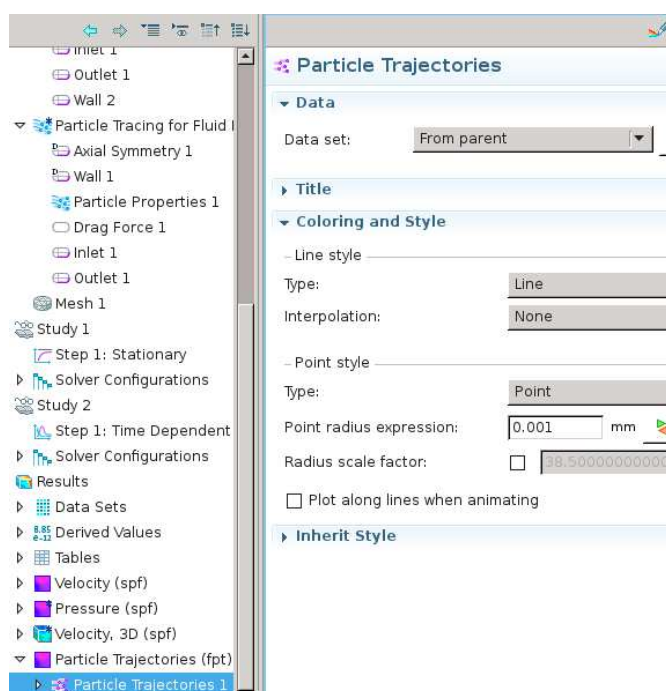 Inlet 1
Outlet 1
Wall 2
Particle Tracing for Fluid
Axial Symmetry 1
Wall 1
Particle Properties 1
Drag Force 1
Inlet 1
Outlet 1
Mesh 1
Study 1
Step 1: Stationary
Solver Configurations
Study 2
Step 1: Time Dependent
Solver Configurations
Results
Data Sets
8.85
e-12
Derived Values
Tables
Velocity (spf)
Pressure (spf)
Velocity, 3D (spf)
Particle Trajectories (fpt)
Particle Trajectories 1
Particle Trajectories
Data
Data set: From parent
Title
Coloring and Style
Line style
Type: Line
Interpolation: None
Point style
Type: Point
Point radius expression: 0.001 mm
Radius scale factor: 38.50000000000
Plot along lines when animating
Inherit Style